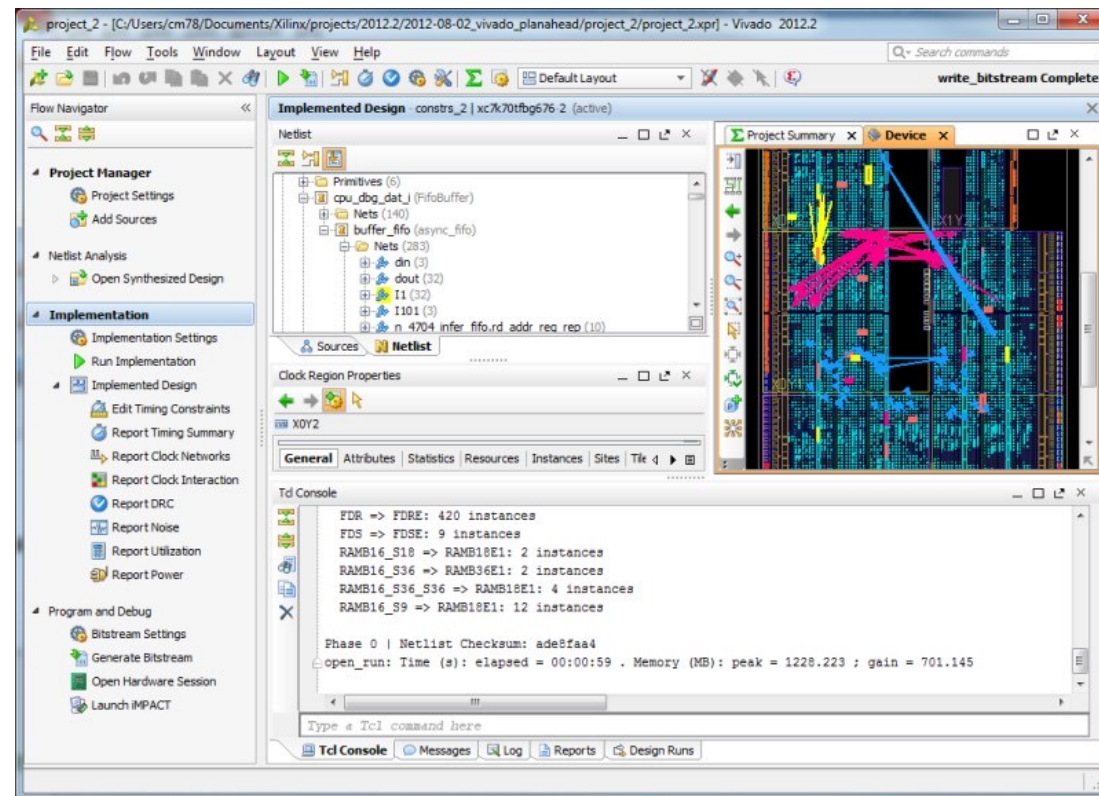 project_2 - [C:/Users/cm78/Documents/Xilinx/projects/2012.2/2012-08-02_vivado_planahead/project_2/project_2.xpr] - Vivado 2012.2
File Edit Flow Tools Window Layout View Help
Search commands
Default Layout
write_bitstream Complete
Flow Navigator
Project Manager
Project Settings
Add Sources
Netlist Analysis
Open Synthesized Design
Implementation
Implementation Settings
Run Implementation
Implemented Design
Edit Timing Constraints
Report Timing Summary
Report Clock Networks
Report Clock Interaction
Report DRC
Report Noise
Report Utilization
Report Power
Program and Debug
Bitstream Settings
Generate Bitstream
Open Hardware Session
Launch iMPACT
Implemented Design - constrs_2 | xc7k70tfbg676-2 (active)
Netlist
Primitives (6)
cpu_dbg_dat_i (FifoBuffer)
Nets (140)
buffer_fifo (async_fifo)
Nets (283)
din (3)
dout (32)
I1 (32)
I101 (3)
n_4704_infer_fifo.rd_addr_reg_rep (10)
Sources Netlist
Clock Region Properties
X0Y2
General Attributes Statistics Resources Instances Sites Tile
Project Summary Device
X1Y
X0Y
Tcl Console
FDR => FDRE: 420 instances
FDS => FDSE: 9 instances
RAMB16_S18 => RAMB18E1: 2 instances
RAMB16_S36 => RAMB36E1: 2 instances
RAMB16_S36_S36 => RAMB18E1: 4 instances
RAMB16_S9 => RAMB18E1: 12 instances
Phase 0 | Netlist Checksum: ade8faa4
open_run: Time (s): elapsed = 00:00:59 . Memory (MB): peak = 1228.223 ; gain = 701.145
Type a Tcl command here
Tcl Console Messages Log Reports Design Runs